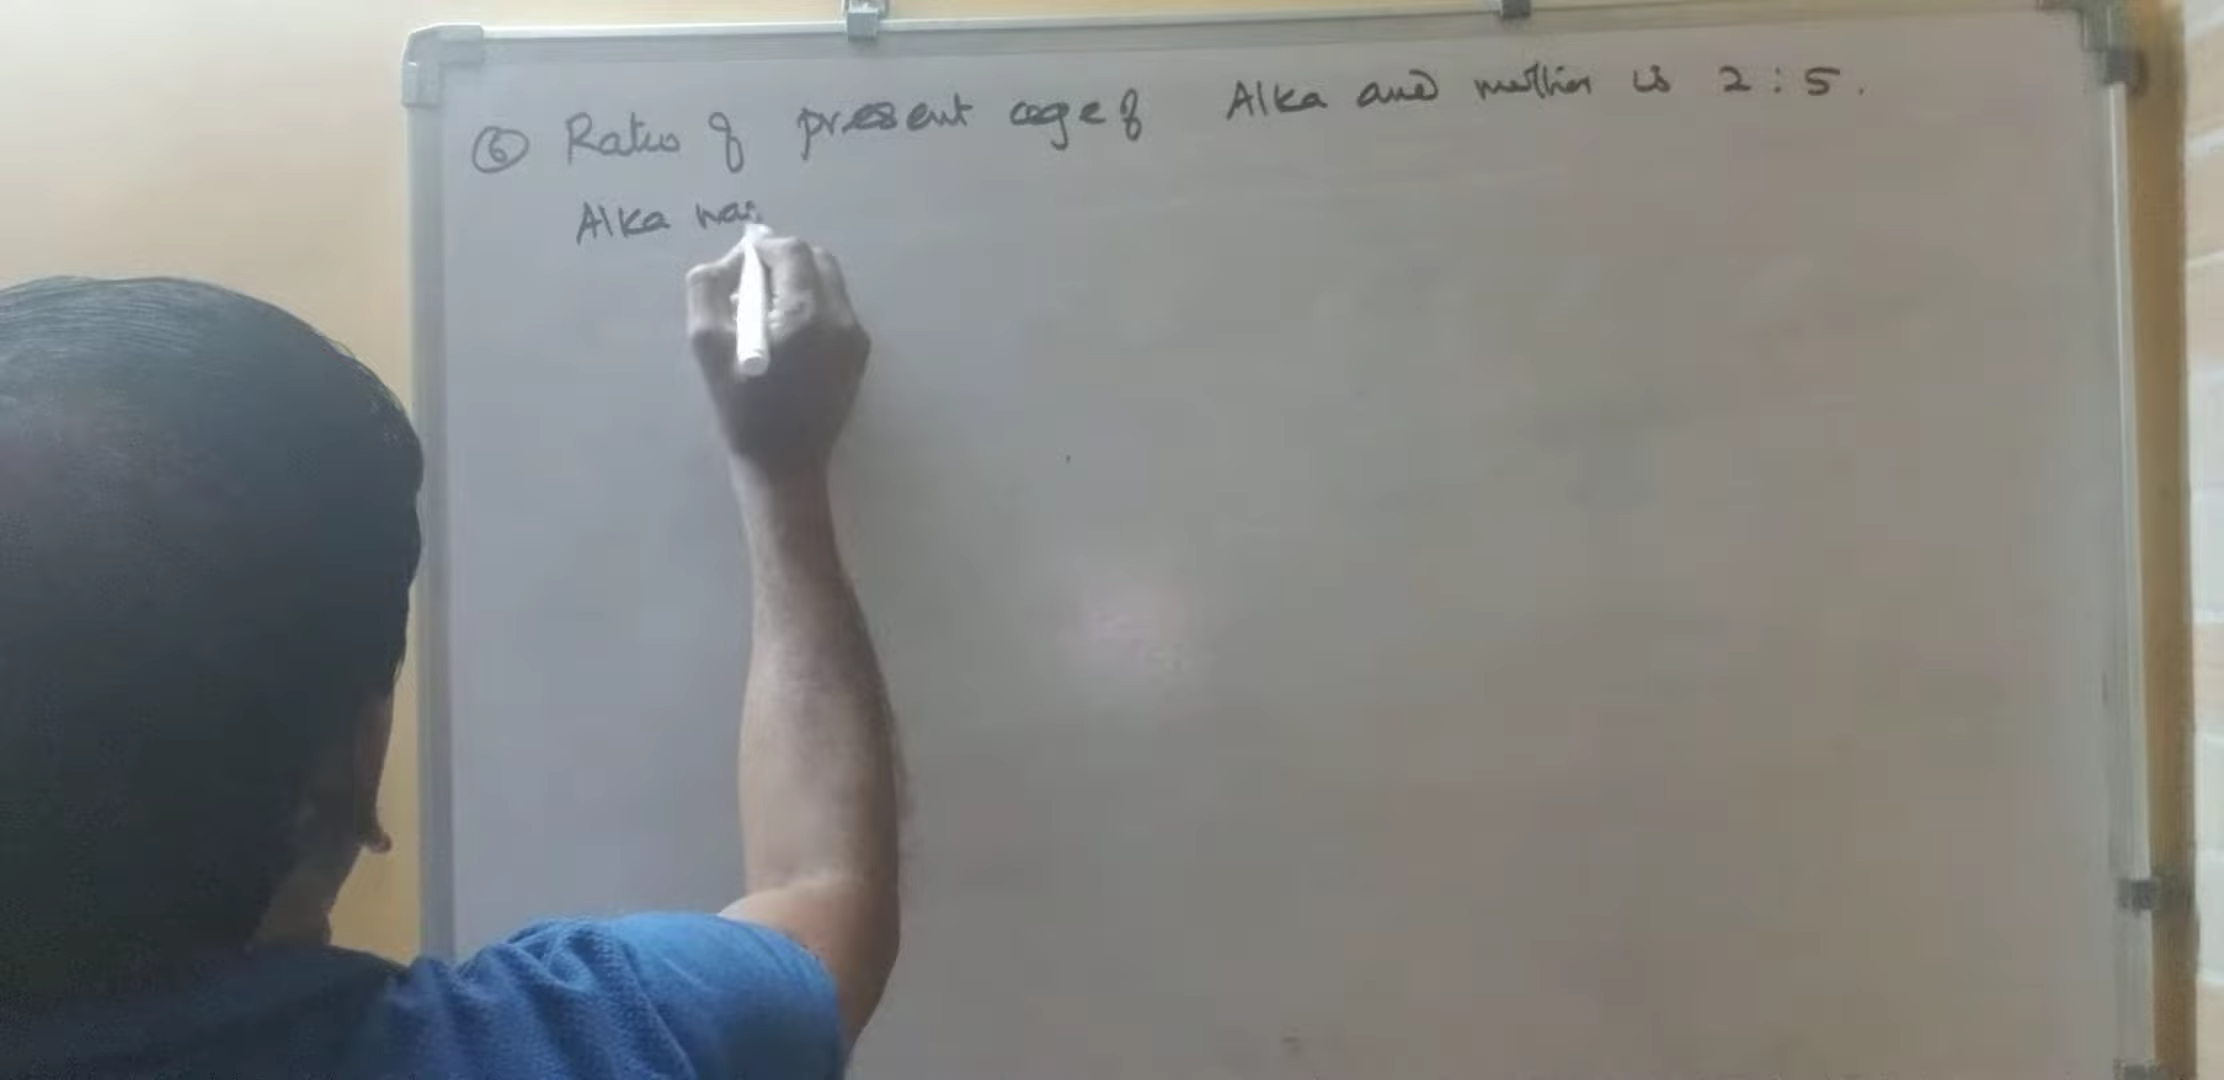 ⑥ Ratio of present age of Alka and mother is 2 : 5.
Alka was